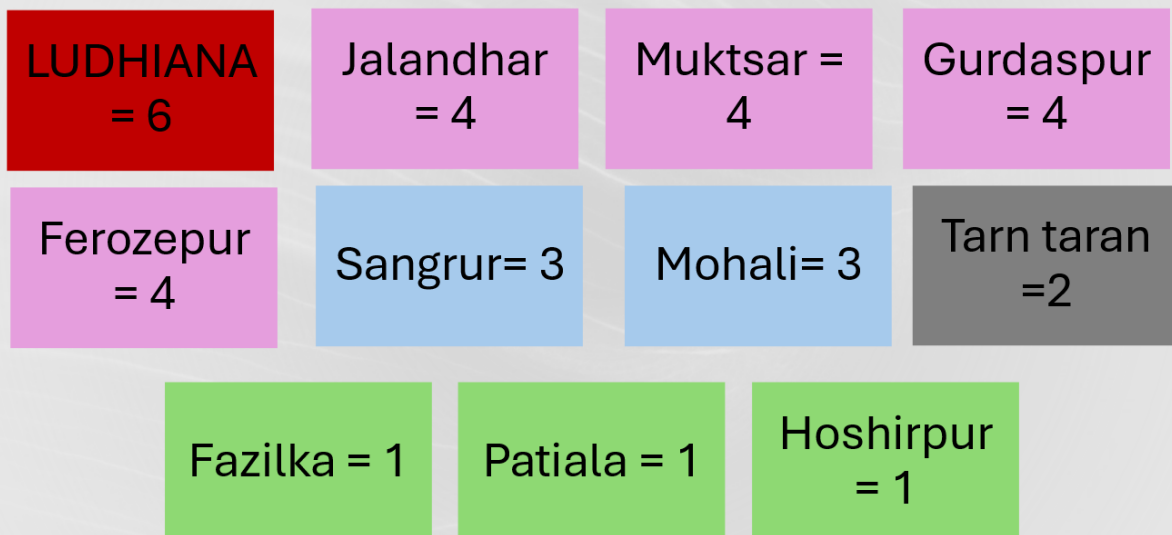 LUDHIANA
= 6
Jalandhar
= 4
Muktsar =
4
Gurdaspur
= 4
Ferozepur
= 4
Sangrur= 3
Mohali= 3
Tarn taran
=2
Fazilka = 1
Patiala = 1
Hoshirpur
= 1